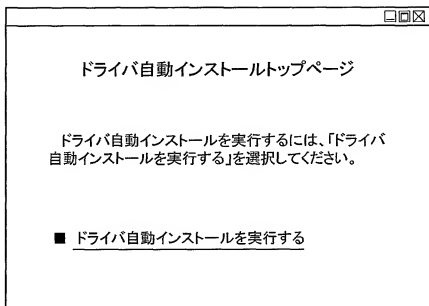 ドライバ自動インストールトップページ
ドライバ自動インストールを実行するには、「ドライバ
自動インストールを実行する」を選択してください。
■ ドライバ自動インストールを実行する